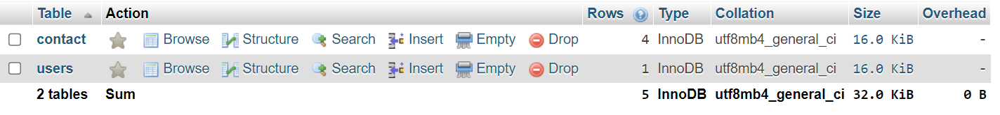 Table Action Rows Type Collation Size Overhead
contact Browse Structure Search Insert Empty Drop 4 InnoDB utf8mb4_general_ci 16.0 KiB -
users Browse Structure Search Insert Empty Drop 1 InnoDB utf8mb4_general_ci 16.0 KiB -
2 tables Sum 5 InnoDB utf8mb4_general_ci 32.0 KiB 0 B